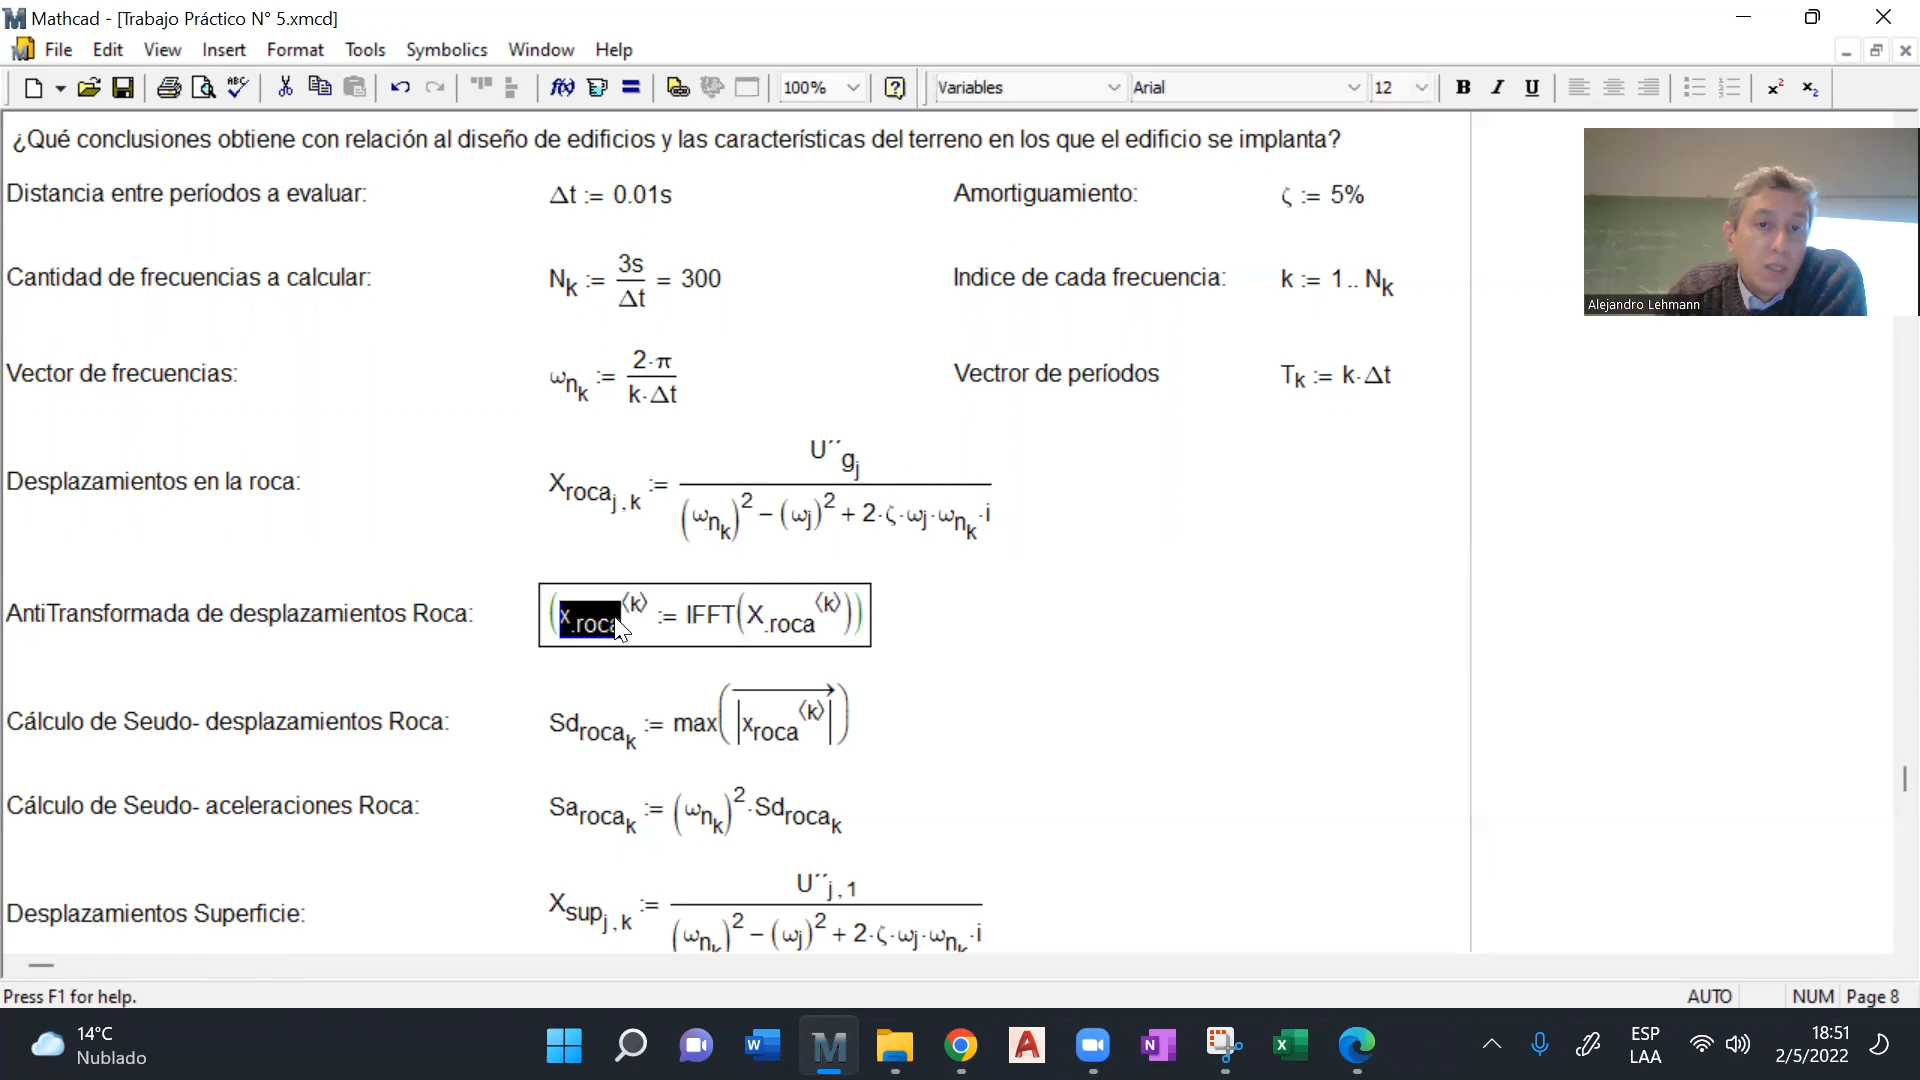 Mathcad - [Trabajo Práctico N° 5.xmcd]
File Edit View Insert Format Tools Symbolics Window Help
100% Variables Arial 12 B I U x² x₂
¿Qué conclusiones obtiene con relación al diseño de edificios y las características del terreno en los que el edificio se implanta?
Distancia entre períodos a evaluar: Δt := 0.01s Amortiguamiento: ζ := 5%
Cantidad de frecuencias a calcular: N_k := 3s/Δt = 300 Indice de cada frecuencia: k := 1 .. N_k
Vector de frecuencias: ω_n_k := 2·π/(k·Δt) Vectror de períodos T_k := k·Δt
Desplazamientos en la roca: X_roca_j,k := U´´g_j/((ω_n_k)² − (ω_j)² + 2·ζ·ω_j·ω_n_k·i)
AntiTransformada de desplazamientos Roca: (x_.roca^⟨k⟩ := IFFT(X_.roca^⟨k⟩))
Cálculo de Seudo- desplazamientos Roca: Sd_roca_k := max(|x_roca^⟨k⟩|)
Cálculo de Seudo- aceleraciones Roca: Sa_roca_k := (ω_n_k)²·Sd_roca_k
Desplazamientos Superficie: X_sup_j,k := U´´_j,1/((ω_n_k)² − (ω_j)² + 2·ζ·ω_j·ω_n_k·i)
Alejandro Lehmann
Press F1 for help. AUTO NUM Page 8
14°C
Nublado
ESP
LAA
18:51
2/5/2022